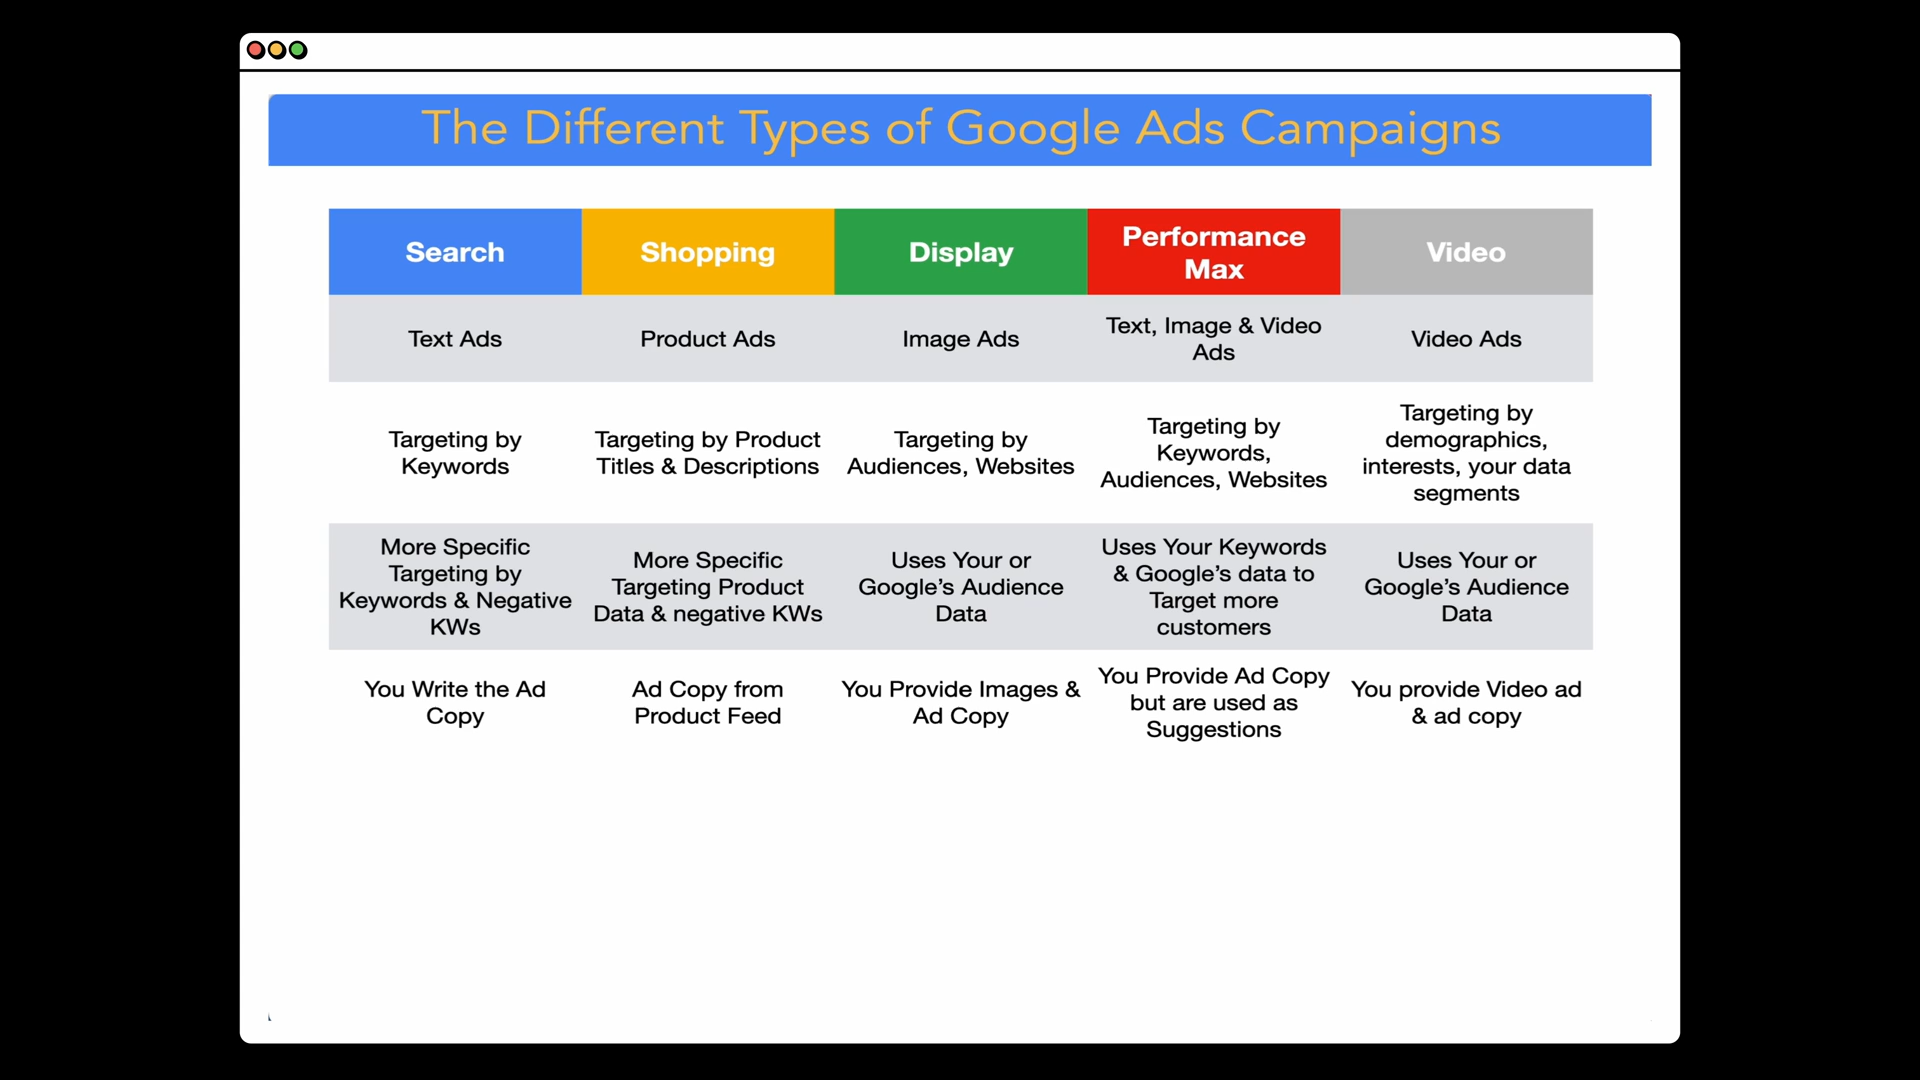 The Different Types of Google Ads Campaigns
Search
Shopping
Display
Performance
Max
Video
Text Ads
Product Ads
Image Ads
Text, Image & Video
Ads
Video Ads
Targeting by
Keywords
Targeting by Product
Titles & Descriptions
Targeting by
Audiences, Websites
Targeting by
Keywords,
Audiences, Websites
Targeting by
demographics,
interests, your data
segments
More Specific
Targeting by
Keywords & Negative
KWs
More Specific
Targeting Product
Data & negative KWs
Uses Your or
Google's Audience
Data
Uses Your Keywords
& Google's data to
Target more
customers
Uses Your or
Google's Audience
Data
You Write the Ad
Copy
Ad Copy from
Product Feed
You Provide Images &
Ad Copy
You Provide Ad Copy
but are used as
Suggestions
You provide Video ad
& ad copy